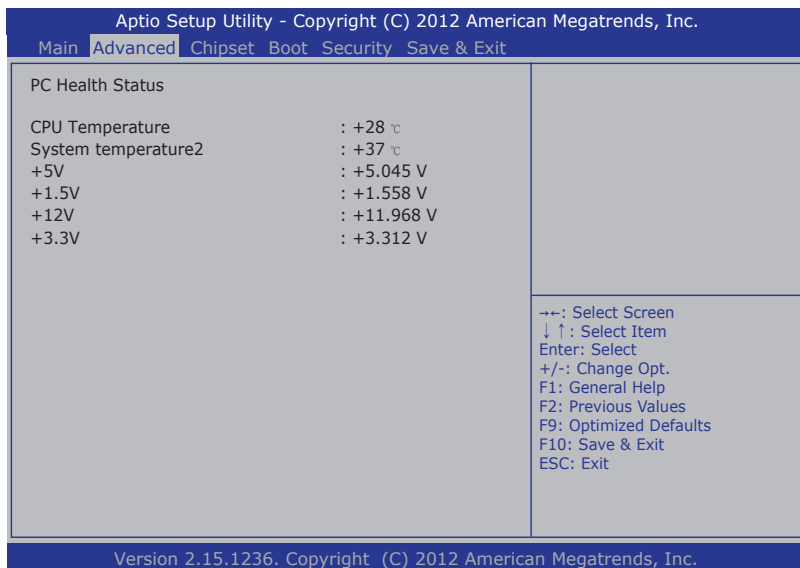 Aptio Setup Utility - Copyright (C) 2012 American Megatrends, Inc.
Main Advanced Chipset Boot Security Save & Exit
PC Health Status
CPU Temperature : +28 ℃
System temperature2 : +37 ℃
+5V : +5.045 V
+1.5V : +1.558 V
+12V : +11.968 V
+3.3V : +3.312 V
→←: Select Screen
↓↑: Select Item
Enter: Select
+/-: Change Opt.
F1: General Help
F2: Previous Values
F9: Optimized Defaults
F10: Save & Exit
ESC: Exit
Version 2.15.1236. Copyright (C) 2012 American Megatrends, Inc.